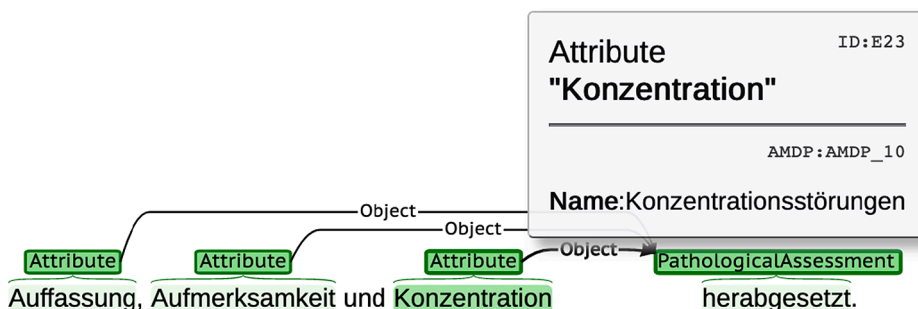 Attribute ID:E23
"Konzentration"
AMDP:AMDP_10
Name:Konzentrationsstörungen
Object
Object
Object
Attribute Attribute Attribute PathologicalAssessment
Auffassung, Aufmerksamkeit und Konzentration herabgesetzt.